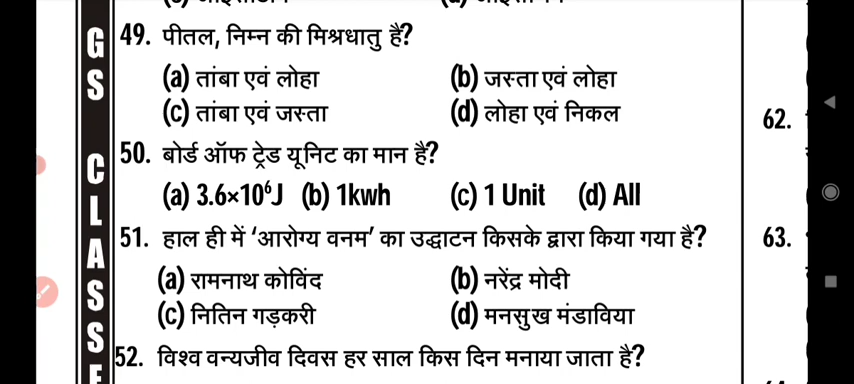 GS CLASSE
49. पीतल, निम्न की मिश्रधातु है?
(a) तांबा एवं लोहा (b) जस्ता एवं लोहा
(c) तांबा एवं जस्ता (d) लोहा एवं निकल
50. बोर्ड ऑफ ट्रेड यूनिट का मान है?
(a) 3.6×10⁶J (b) 1kwh (c) 1 Unit (d) All
51. हाल ही में ‘आरोग्य वनम’ का उद्घाटन किसके द्वारा किया गया है?
(a) रामनाथ कोविंद (b) नरेंद्र मोदी
(c) नितिन गड़करी (d) मनसुख मंडाविया
52. विश्व वन्यजीव दिवस हर साल किस दिन मनाया जाता है?
62.
63.